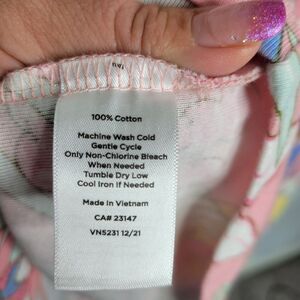 100% Cotton
Machine Wash Cold
Gentle Cycle
Only Non-Chlorine Bleach
When Needed
Tumble Dry Low
Cool Iron If Needed
Made In Vietnam
CA# 23147
VN5231 12/21